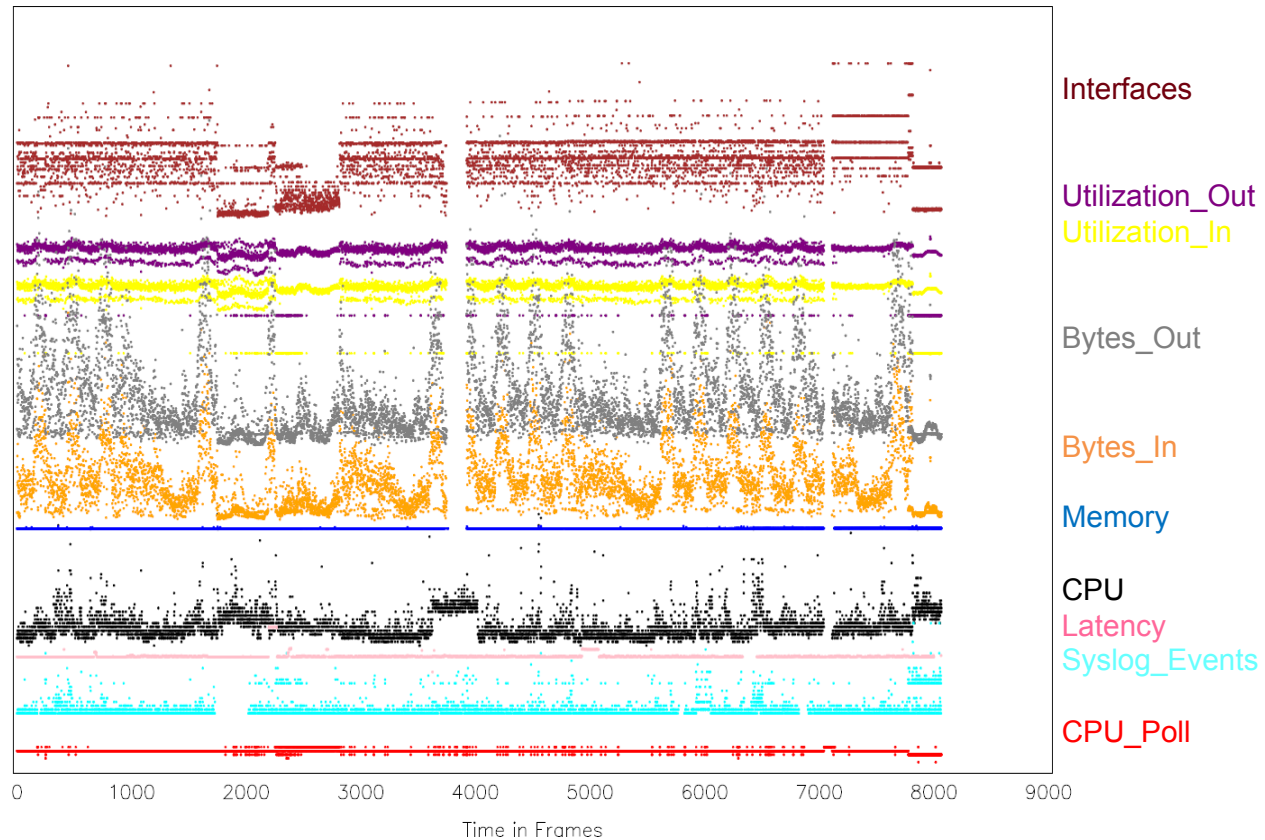 Interfaces
Utilization_Out
Utilization_In
Bytes_Out
Bytes_In
Memory
CPU
Latency
Syslog_Events
CPU_Poll
0 1000 2000 3000 4000 5000 6000 7000 8000 9000
Time in Frames